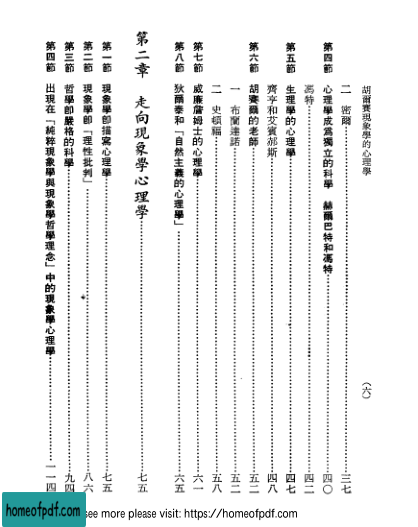 胡爾賽現象學的心理學 （六）
二 密爾……三七
第四節 心理學成爲獨立的科學 赫爾巴特和馮特……四〇
馮特……四二
第五節 生理學的心理學……四七
齊亨和艾賓郝斯……四八
第六節 胡賽爾的老師……五二
一 布蘭達諾……五二
二 史頓福……五八
第七節 威廉詹姆士的心理學……六一
第八節 狄爾泰和「自然主義的心理學」……六五
第二章 走向現象學心理學……七五
第一節 現象學即描寫心理學……七五
第二節 現象學即「理性批判」……八六
第三節 哲學即嚴格的科學……九四
第四節 出現在「純粹現象學與現象學哲學理念」中的現象學心理學……一一四
homeofpdf.com
see more please visit: https://homeofpdf.com